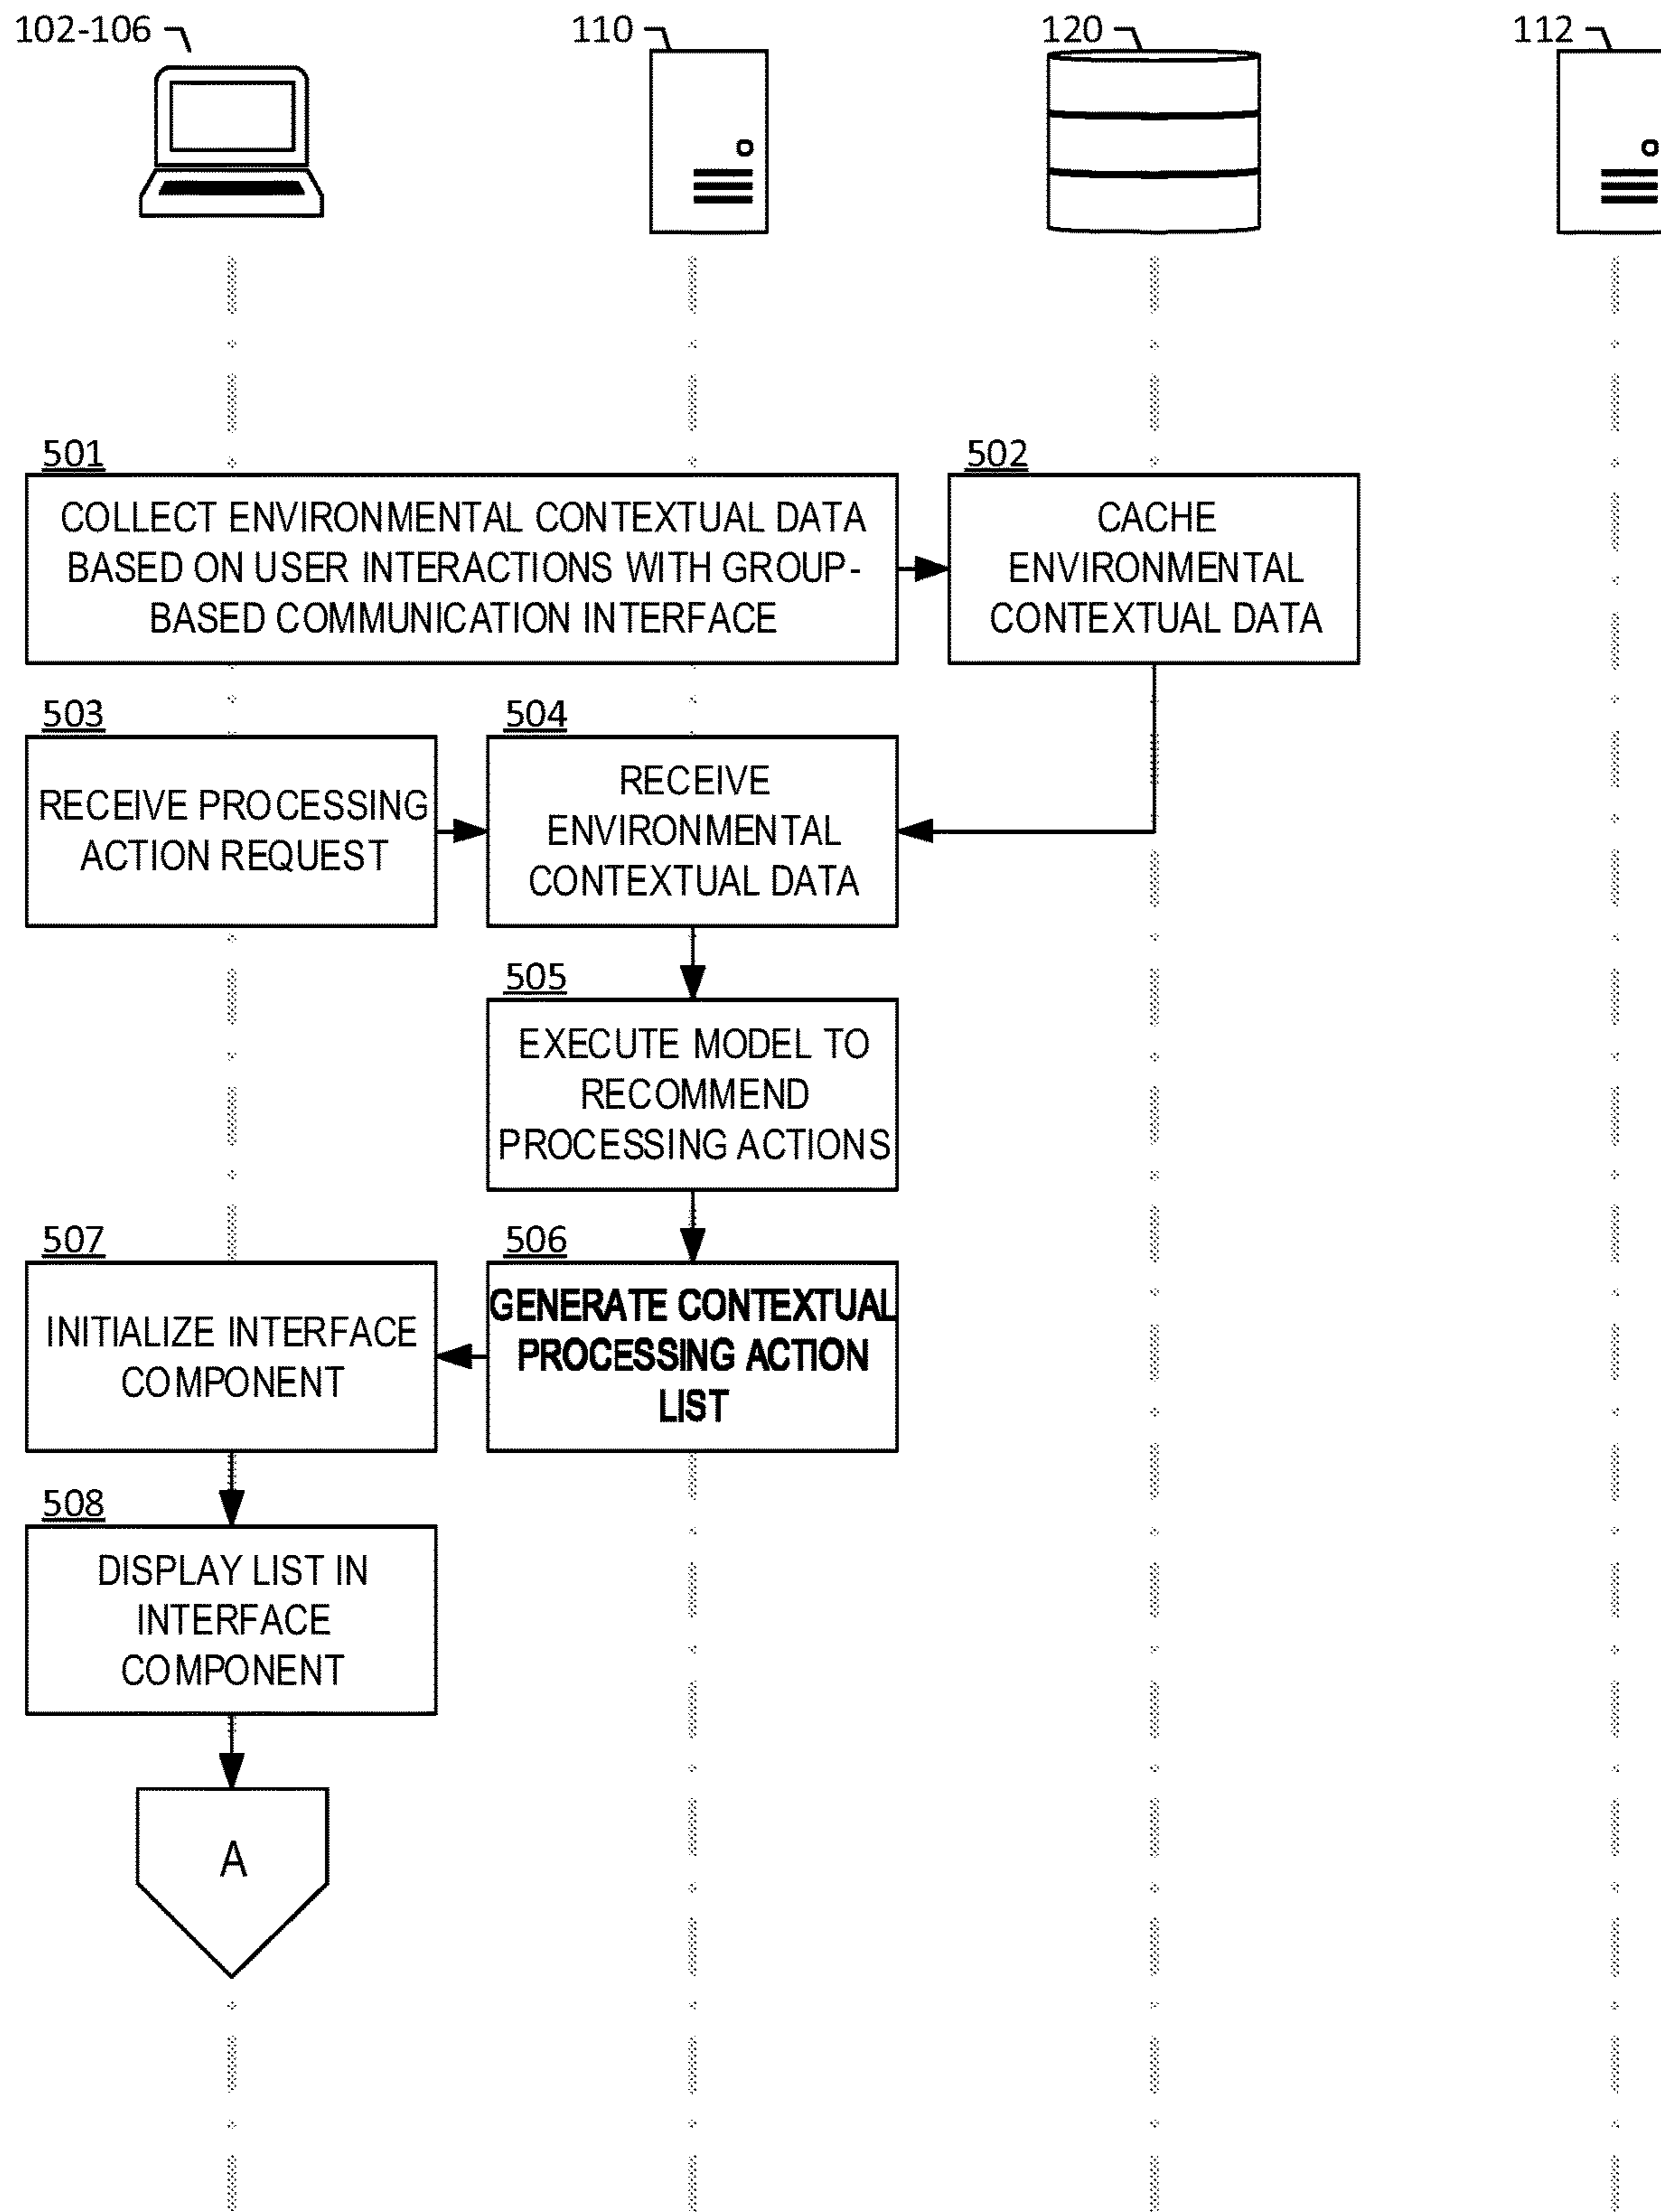 102-106
110
120
112
501
COLLECT ENVIRONMENTAL CONTEXTUAL DATA
BASED ON USER INTERACTIONS WITH GROUP-
BASED COMMUNICATION INTERFACE
502
CACHE
ENVIRONMENTAL
CONTEXTUAL DATA
503
RECEIVE PROCESSING
ACTION REQUEST
504
RECEIVE
ENVIRONMENTAL
CONTEXTUAL DATA
505
EXECUTE MODEL TO
RECOMMEND
PROCESSING ACTIONS
507
INITIALIZE INTERFACE
COMPONENT
506
GENERATE CONTEXTUAL
PROCESSING ACTION
LIST
508
DISPLAY LIST IN
INTERFACE
COMPONENT
A